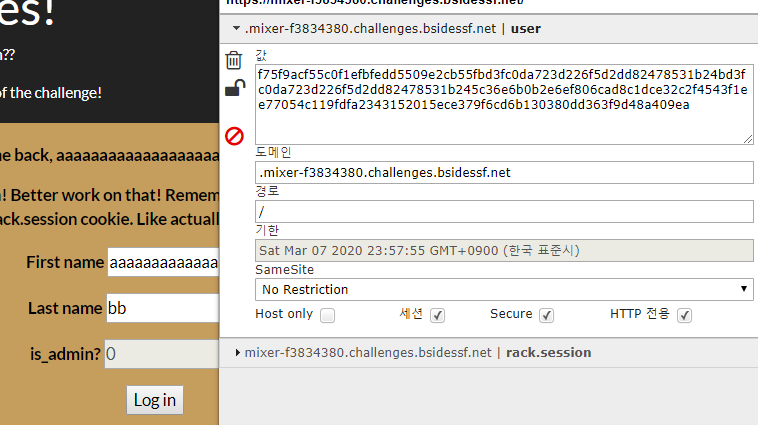 es!
n??
of the challenge!
ne back, aaaaaaaaaaaaaaaaaaaa
! Better work on that! Remem
ack.session cookie. Like actuall
First name aaaaaaaaaaaaa
Last name bb
is_admin? 0
Log in
https://mixer-f3834380.challenges.bsidessf.net/
.mixer-f3834380.challenges.bsidessf.net | user
값
f75f9acf55c0f1efbfedd5509e2cb55fbd3fc0da723d226f5d2dd82478531b24bd3f
c0da723d226f5d2dd82478531b245c36e6b0b2e6ef806cad8c1dce32c2f4543f1e
e77054c119fdfa2343152015ece379f6cd6b130380dd363f9d48a409ea
도메인
.mixer-f3834380.challenges.bsidessf.net
경로
/
기한
Sat Mar 07 2020 23:57:55 GMT+0900 (한국 표준시)
SameSite
No Restriction
Host only 세션 Secure HTTP 전용
mixer-f3834380.challenges.bsidessf.net | rack.session